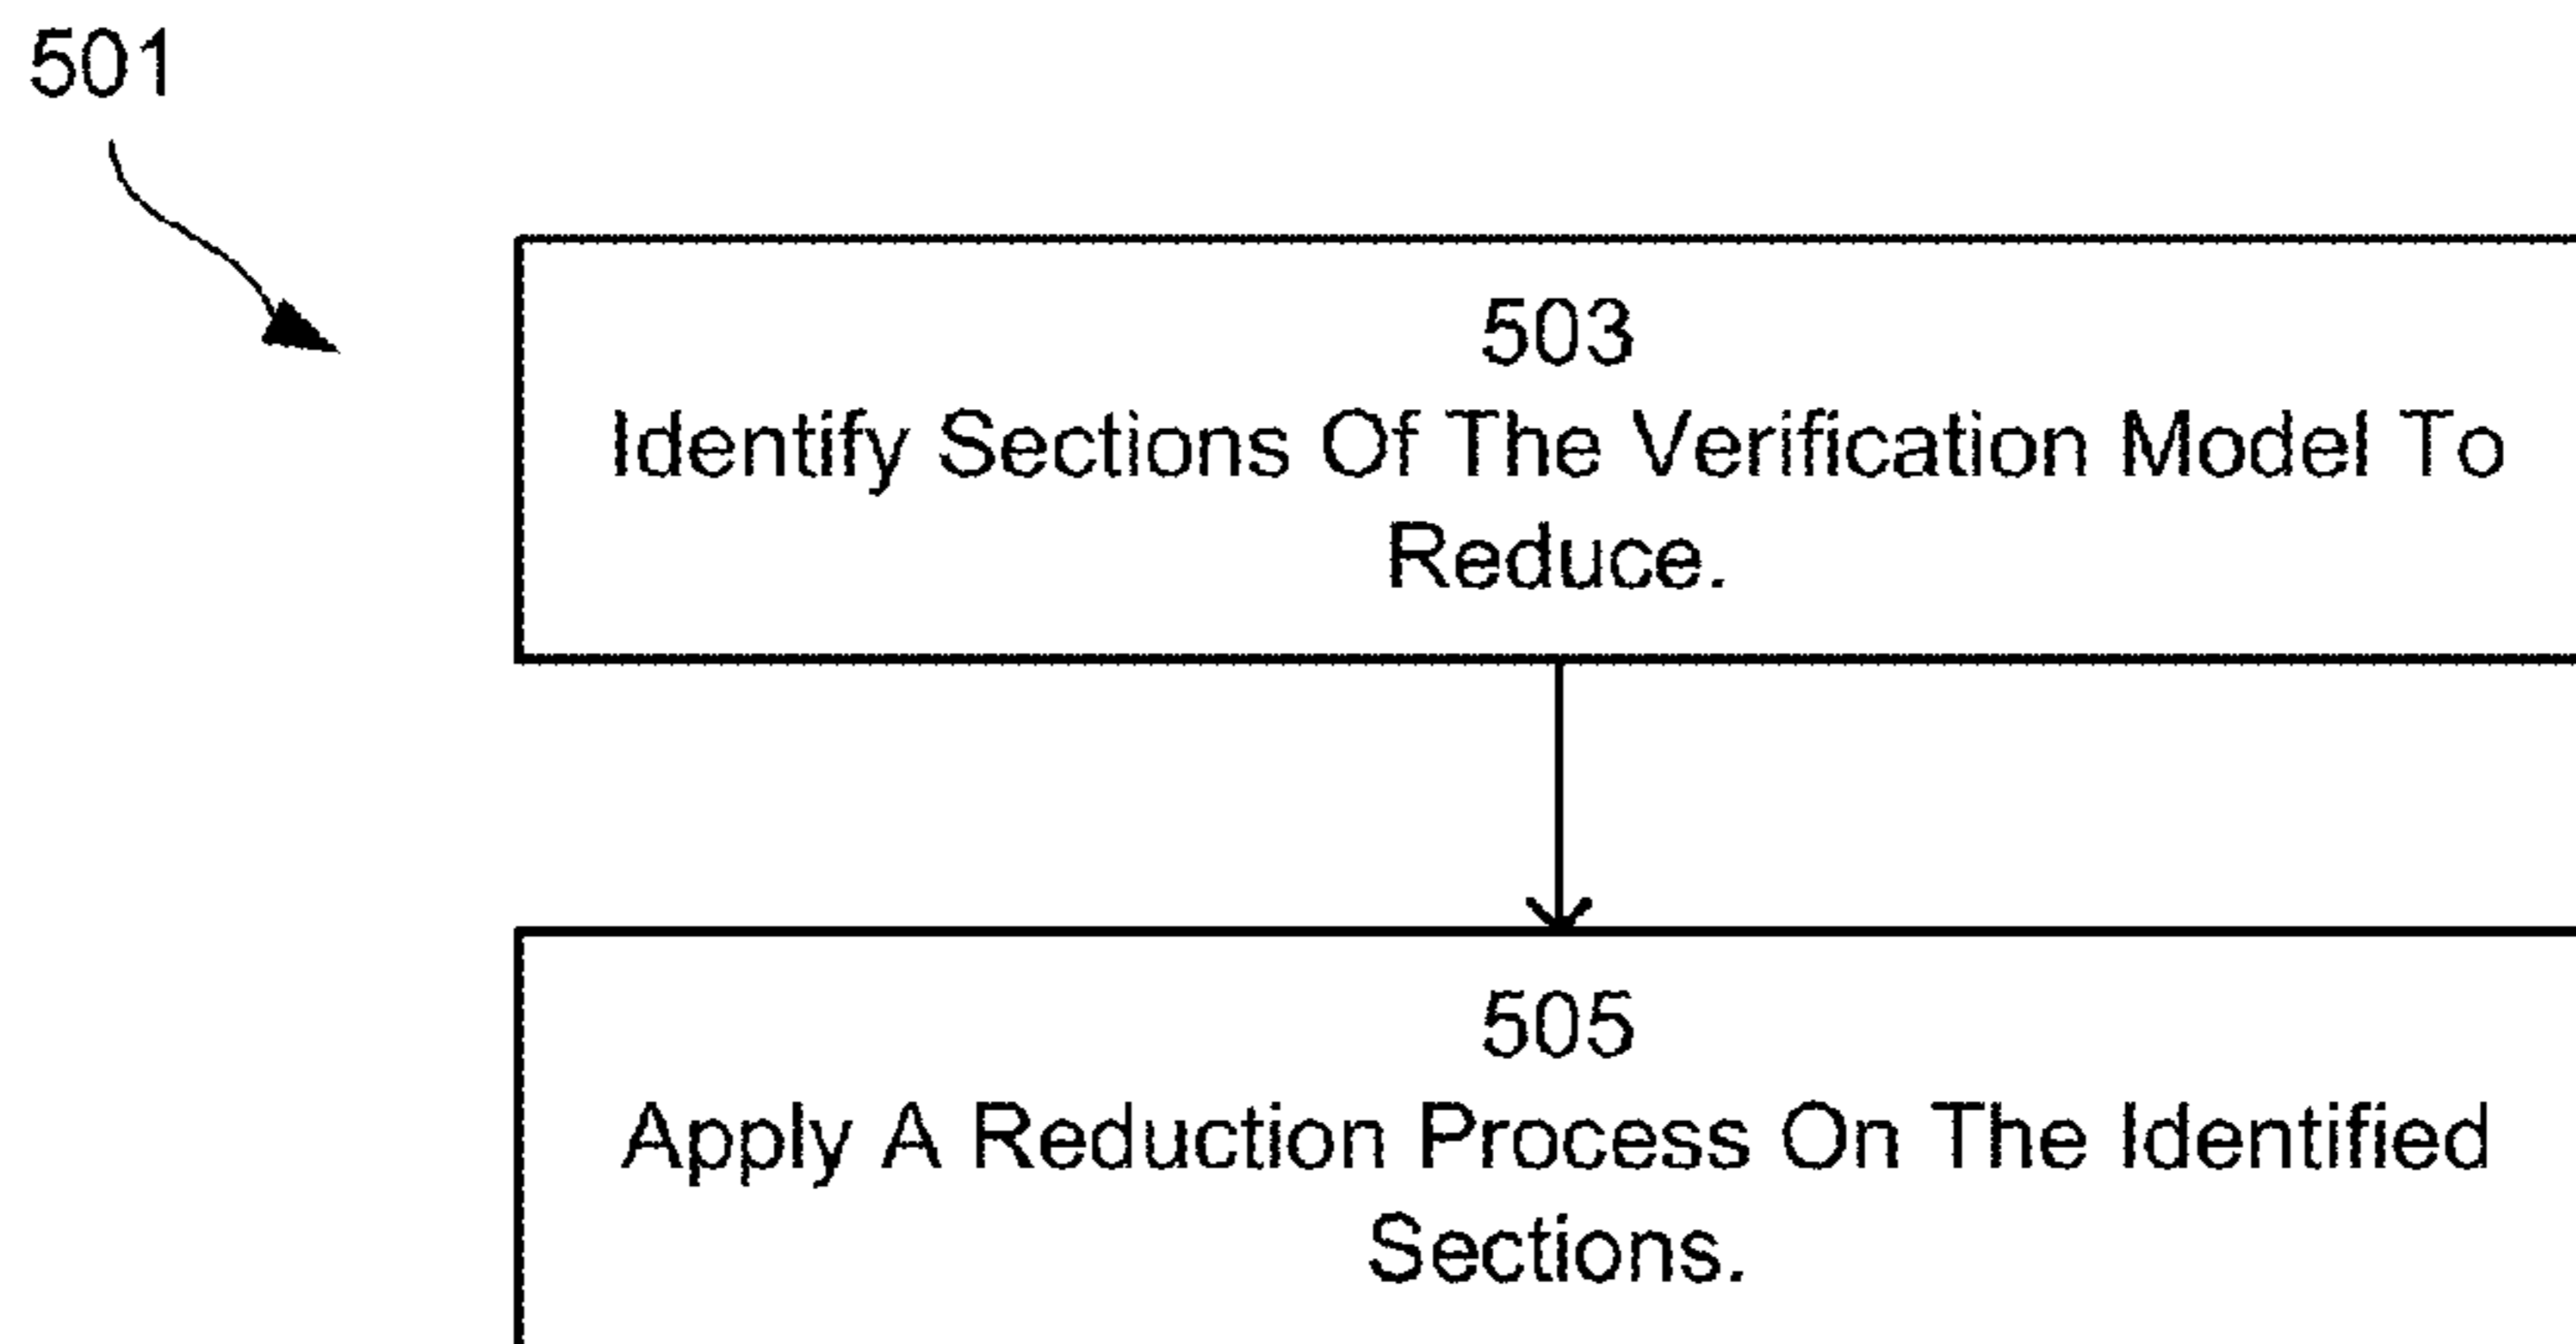 501
503
Identify Sections Of The Verification Model To
Reduce.
505
Apply A Reduction Process On The Identified
Sections.